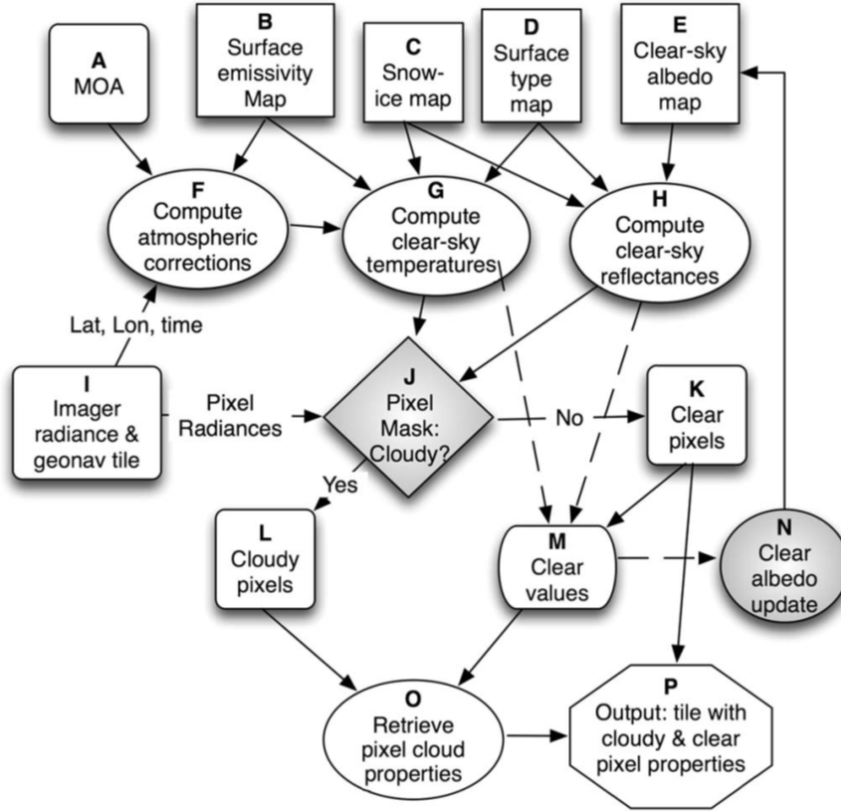 A
MOA
B
Surface
emissivity
Map
C
Snow-
ice map
D
Surface
type
map
E
Clear-sky
albedo
map
F
Compute
atmospheric
corrections
G
Compute
clear-sky
temperatures
H
Compute
clear-sky
reflectances
Lat, Lon, time
I
Imager
radiance &
geonav tile
Pixel
Radiances
J
Pixel
Mask:
Cloudy?
No
K
Clear
pixels
Yes
L
Cloudy
pixels
M
Clear
values
N
Clear
albedo
update
O
Retrieve
pixel cloud
properties
P
Output: tile with
cloudy & clear
pixel properties